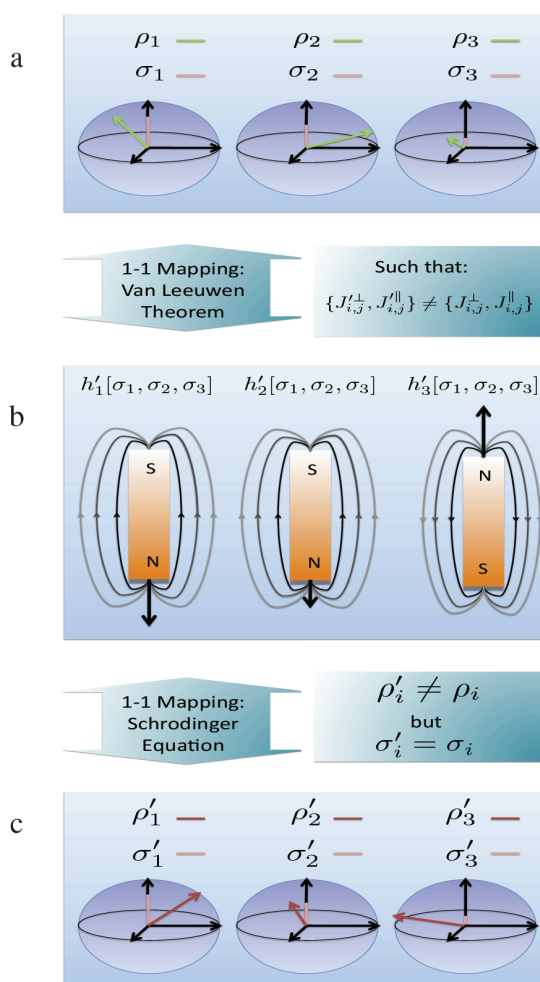 a
ρ₁ ρ₂ ρ₃
σ₁ σ₂ σ₃
1-1 Mapping:
Van Leeuwen
Theorem
Such that:
{J′⊥i,j, J′∥i,j} ≠ {J⊥i,j, J∥i,j}
b
h′₁[σ₁, σ₂, σ₃] h′₂[σ₁, σ₂, σ₃] h′₃[σ₁, σ₂, σ₃]
S S N
N N S
1-1 Mapping:
Schrodinger
Equation
ρ′ᵢ ≠ ρᵢ
but
σ′ᵢ = σᵢ
c
ρ′₁ ρ′₂ ρ′₃
σ′₁ σ′₂ σ′₃